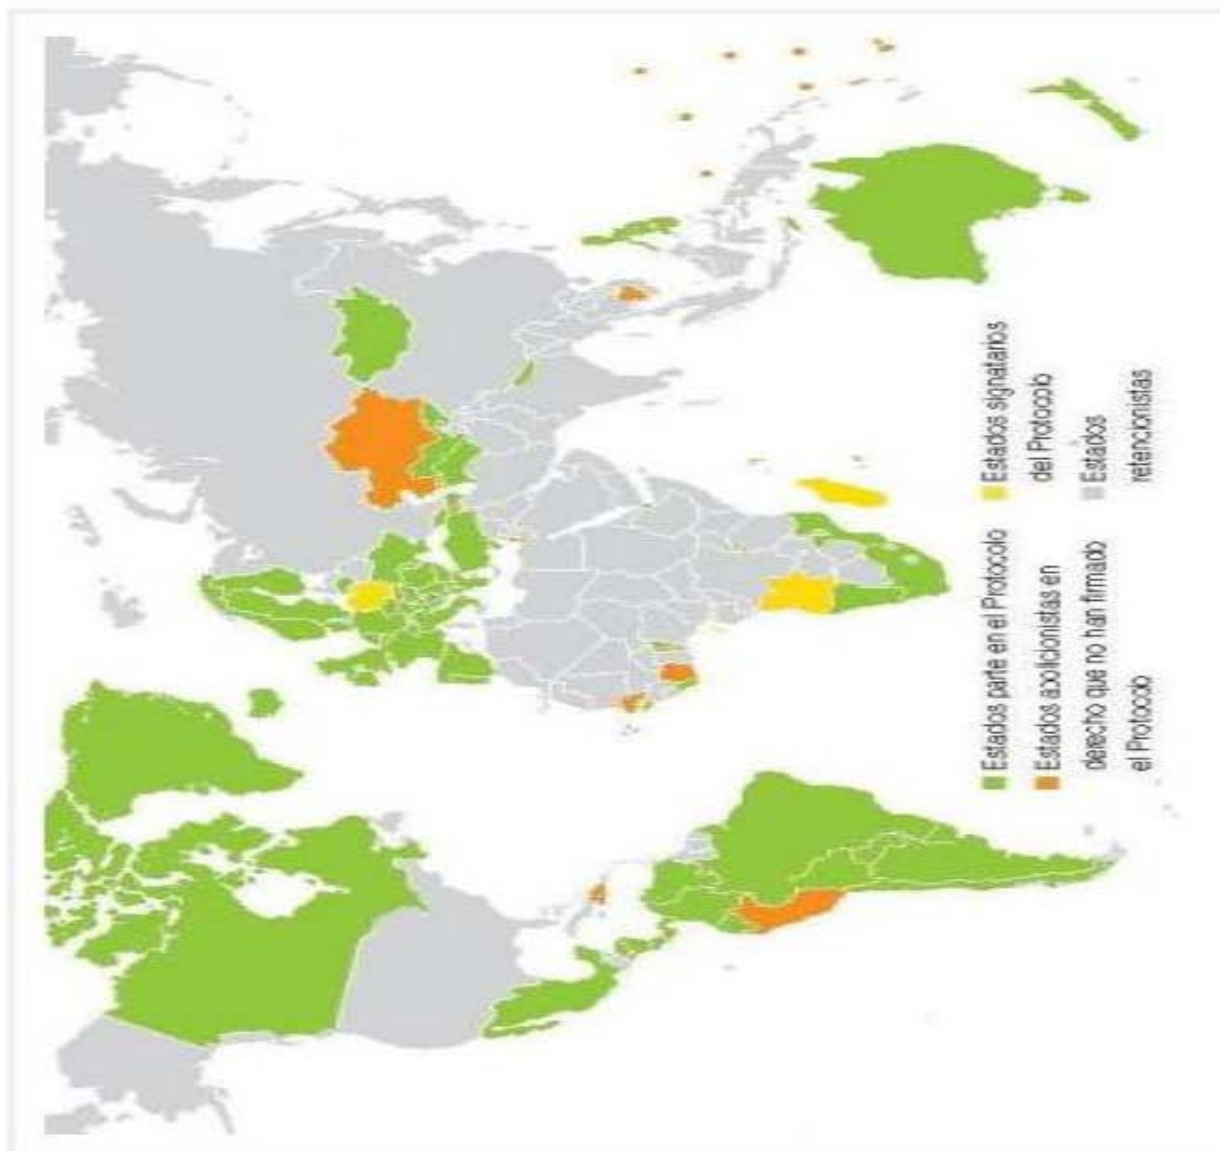 Estados parte en el Protocolo
Estados abolicionistas en
derecho que no han firmado
el Protocolo
Estados signatarios
del Protocolo
Estados
retencionistas